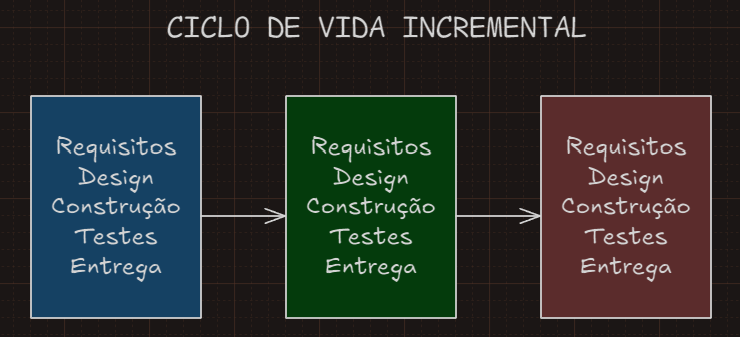 CICLO DE VIDA INCREMENTAL
Requisitos
Design
Construção
Testes
Entrega
Requisitos
Design
Construção
Testes
Entrega
Requisitos
Design
Construção
Testes
Entrega